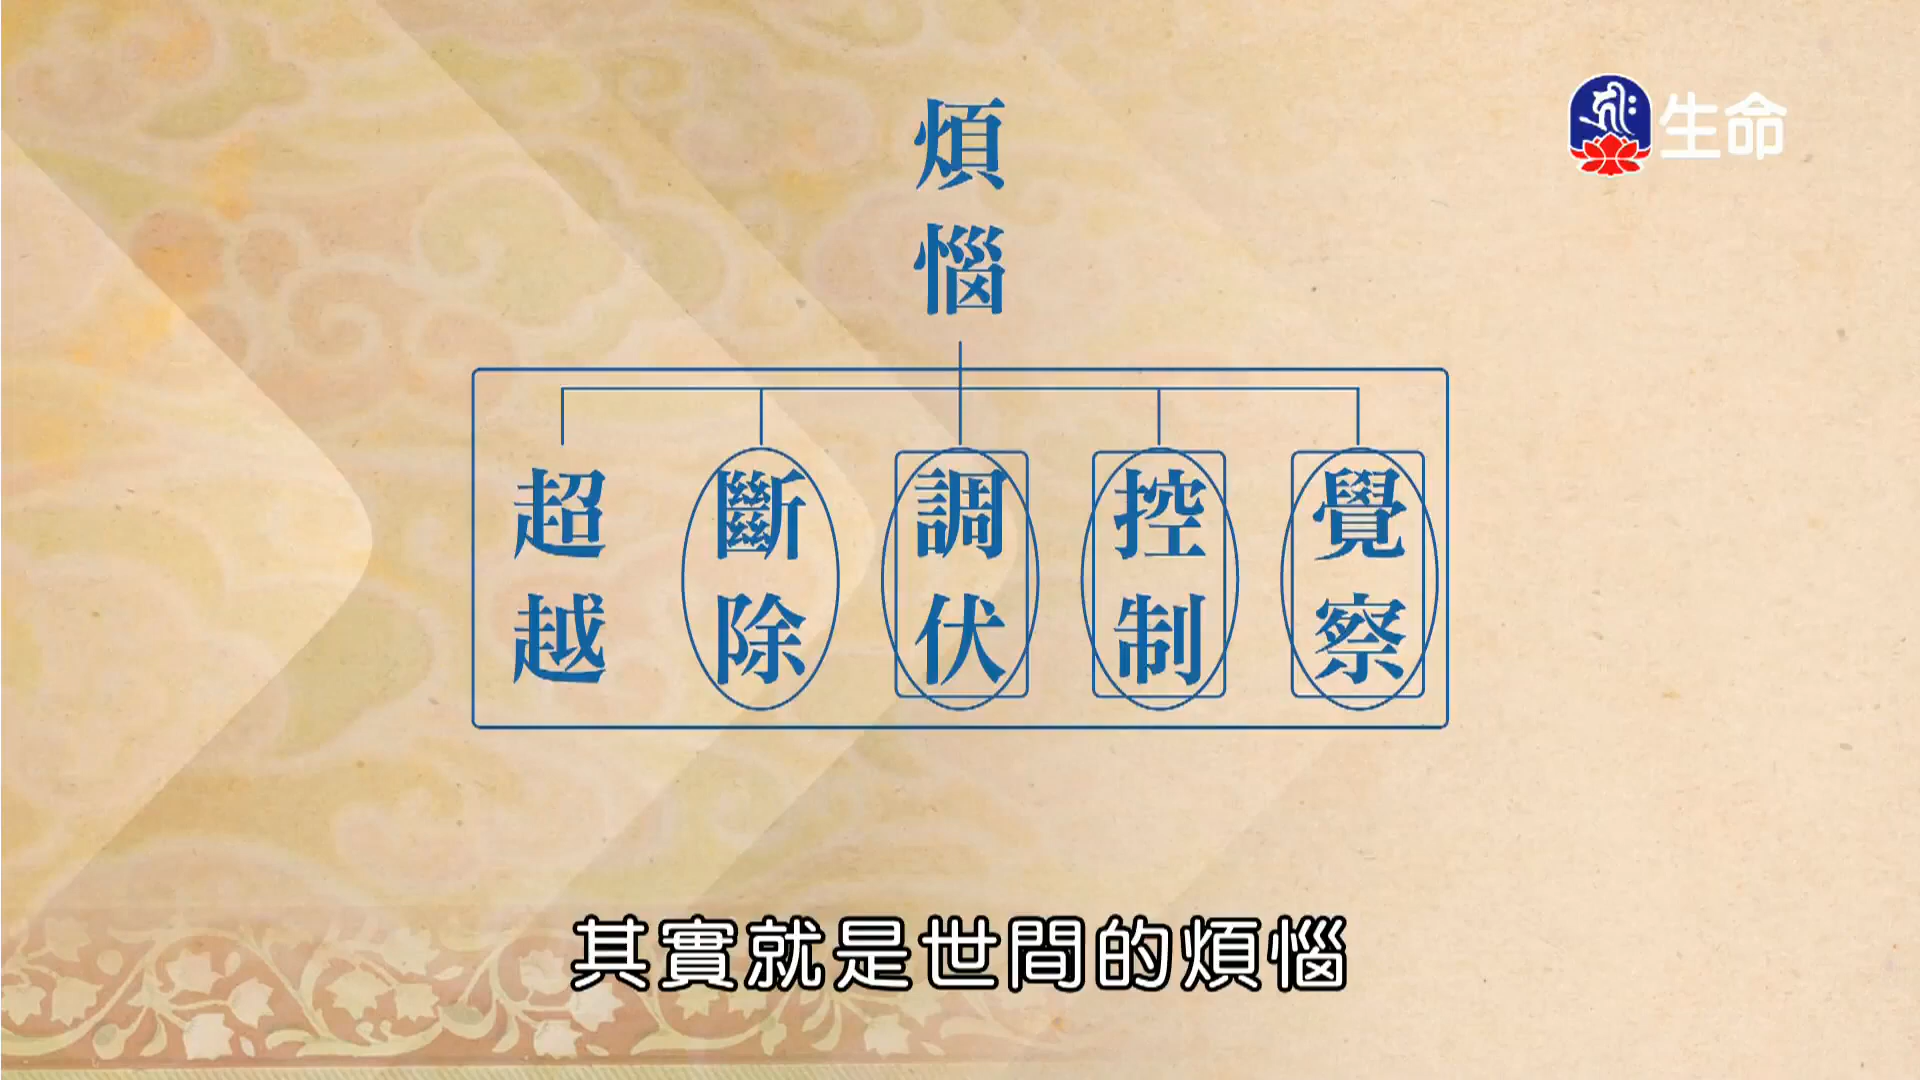 生命
煩惱
覺察
控制
調伏
斷除
超越
其實就是世間的煩惱